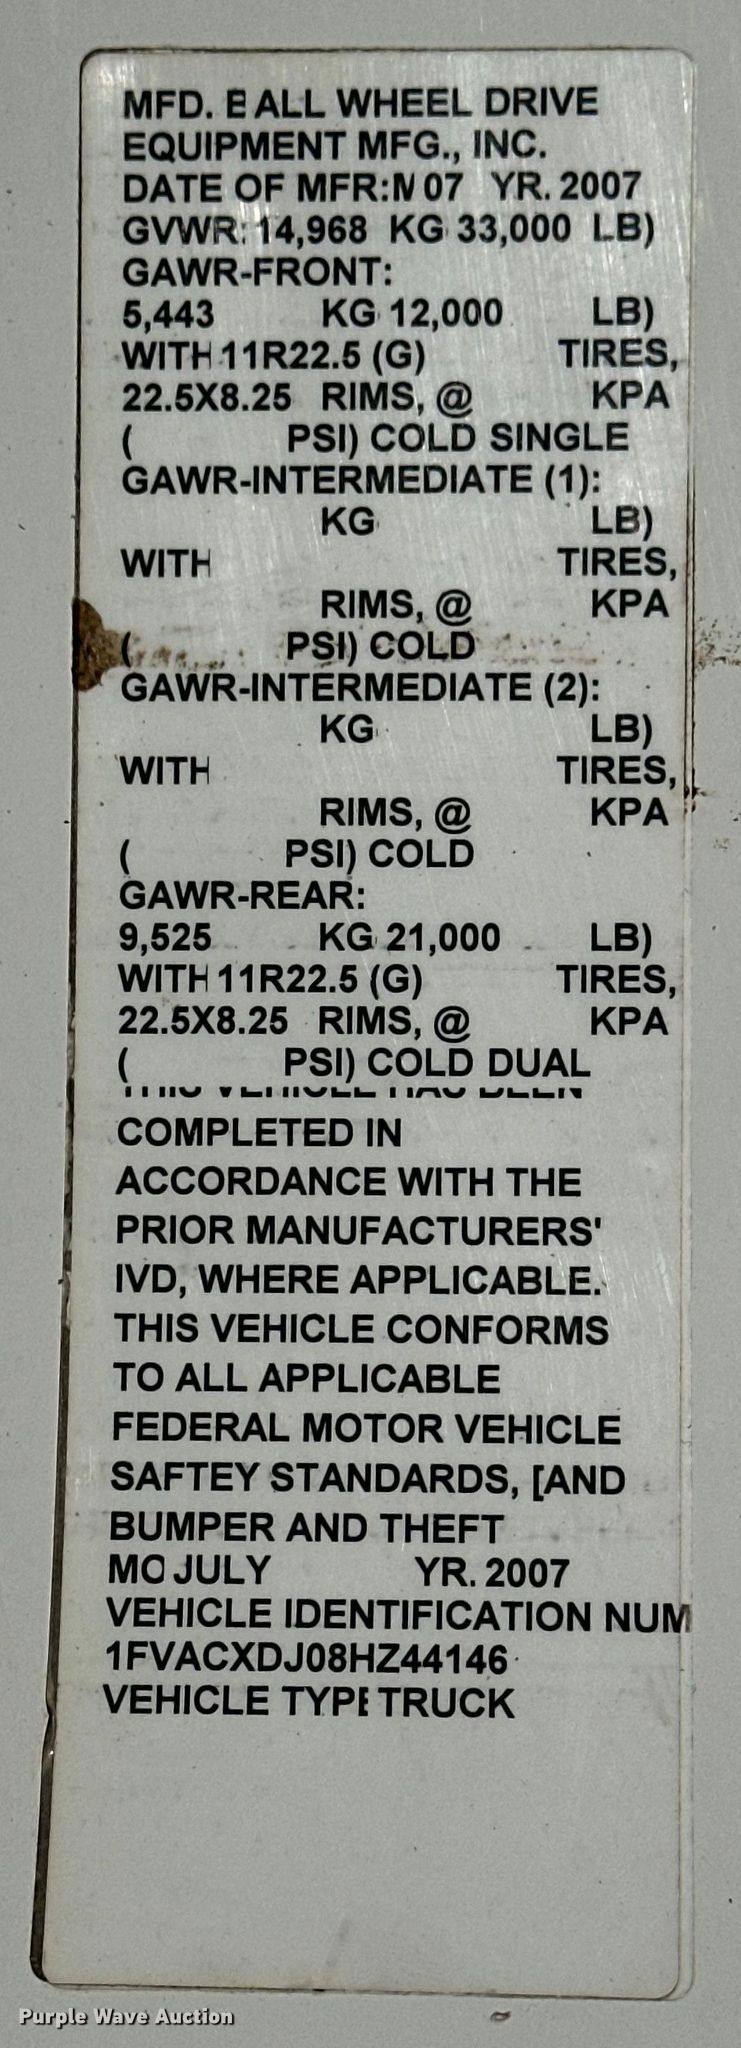 MFD. B ALL WHEEL DRIVE
EQUIPMENT MFG., INC.
DATE OF MFR: M 07 YR. 2007
GVWR: 14,968 KG 33,000 LB)
GAWR-FRONT:
5,443 KG 12,000 LB)
WITH 11R22.5 (G) TIRES,
22.5X8.25 RIMS, @ KPA
( PSI) COLD SINGLE
GAWR-INTERMEDIATE (1):
KG LB)
WITH TIRES,
RIMS, @ KPA
( PSI) COLD
GAWR-INTERMEDIATE (2):
KG LB)
WITH TIRES,
RIMS, @ KPA
( PSI) COLD
GAWR-REAR:
9,525 KG 21,000 LB)
WITH 11R22.5 (G) TIRES,
22.5X8.25 RIMS, @ KPA
( PSI) COLD DUAL
THIS VEHICLE HAS BEEN
COMPLETED IN
ACCORDANCE WITH THE
PRIOR MANUFACTURERS'
IVD, WHERE APPLICABLE.
THIS VEHICLE CONFORMS
TO ALL APPLICABLE
FEDERAL MOTOR VEHICLE
SAFTEY STANDARDS, [AND
BUMPER AND THEFT
MO JULY YR. 2007
VEHICLE IDENTIFICATION NUM
1FVACXDJ08HZ44146
VEHICLE TYPE TRUCK
Purple Wave Auction